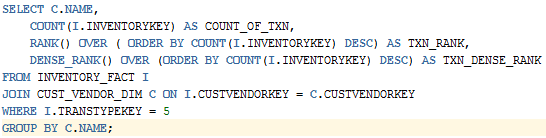 SELECT C.NAME,
COUNT(I.INVENTORYKEY) AS COUNT_OF_TXN,
RANK() OVER ( ORDER BY COUNT(I.INVENTORYKEY) DESC) AS TXN_RANK,
DENSE_RANK() OVER (ORDER BY COUNT(I.INVENTORYKEY) DESC) AS TXN_DENSE_RANK
FROM INVENTORY_FACT I
JOIN CUST_VENDOR_DIM C ON I.CUSTVENDORKEY = C.CUSTVENDORKEY
WHERE I.TRANSTYPEKEY = 5
GROUP BY C.NAME;